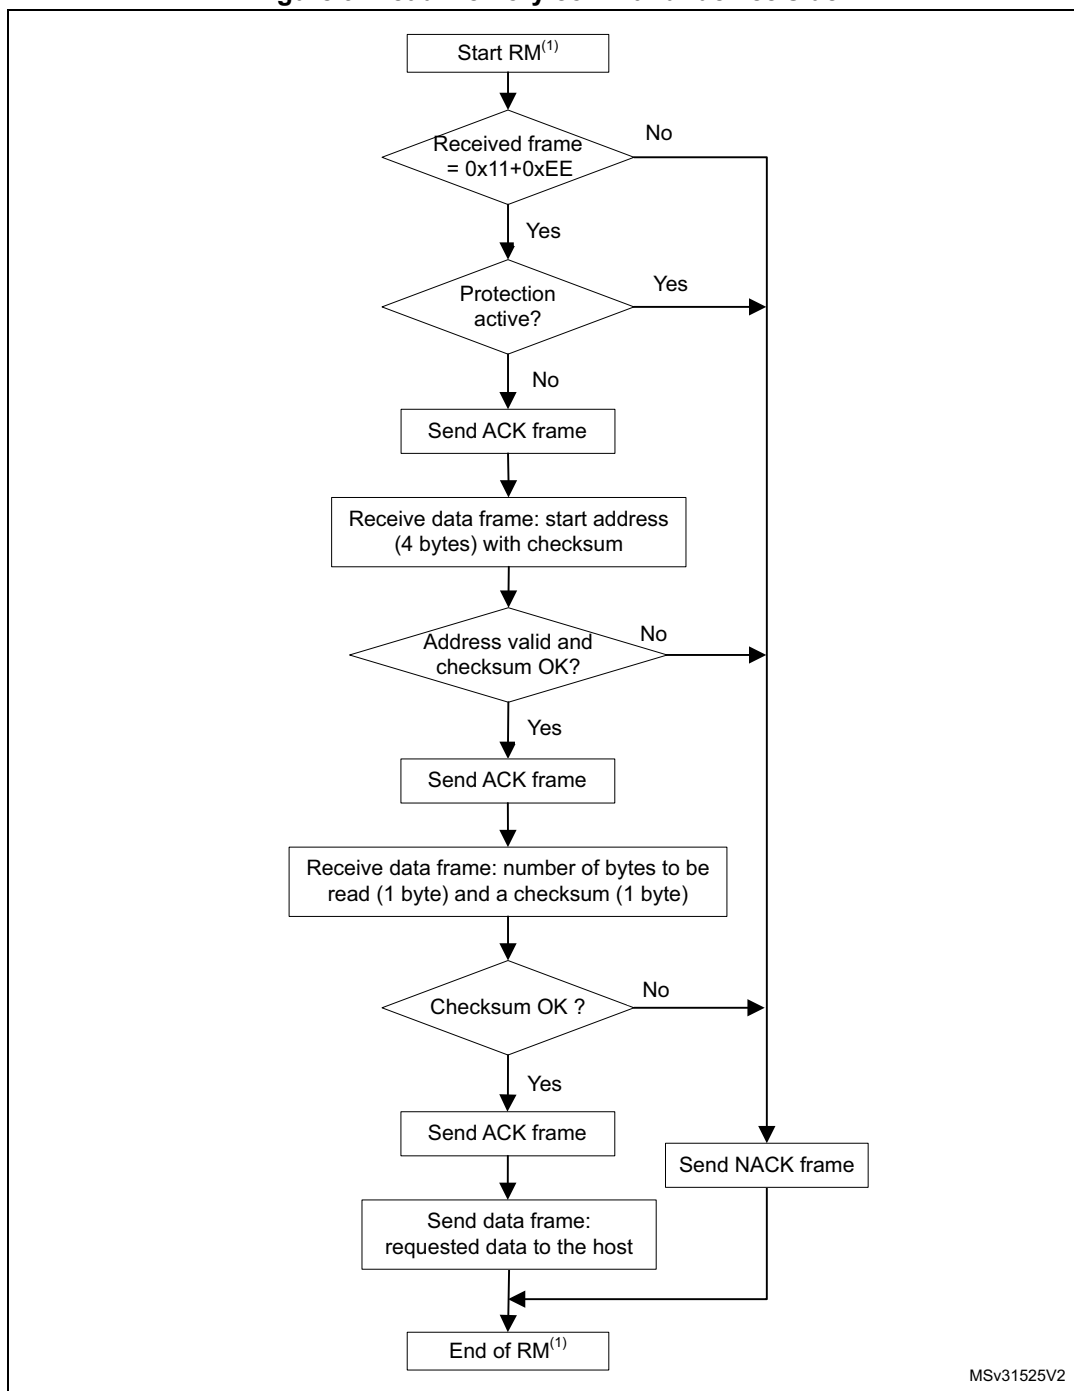 Start RM(1)
Received frame
= 0x11+0xEE
No
Yes
Protection
active?
Yes
No
Send ACK frame
Receive data frame: start address
(4 bytes) with checksum
Address valid and
checksum OK?
No
Yes
Send ACK frame
Receive data frame: number of bytes to be
read (1 byte) and a checksum (1 byte)
Checksum OK ?
No
Yes
Send ACK frame
Send NACK frame
Send data frame:
requested data to the host
End of RM(1)
MSv31525V2